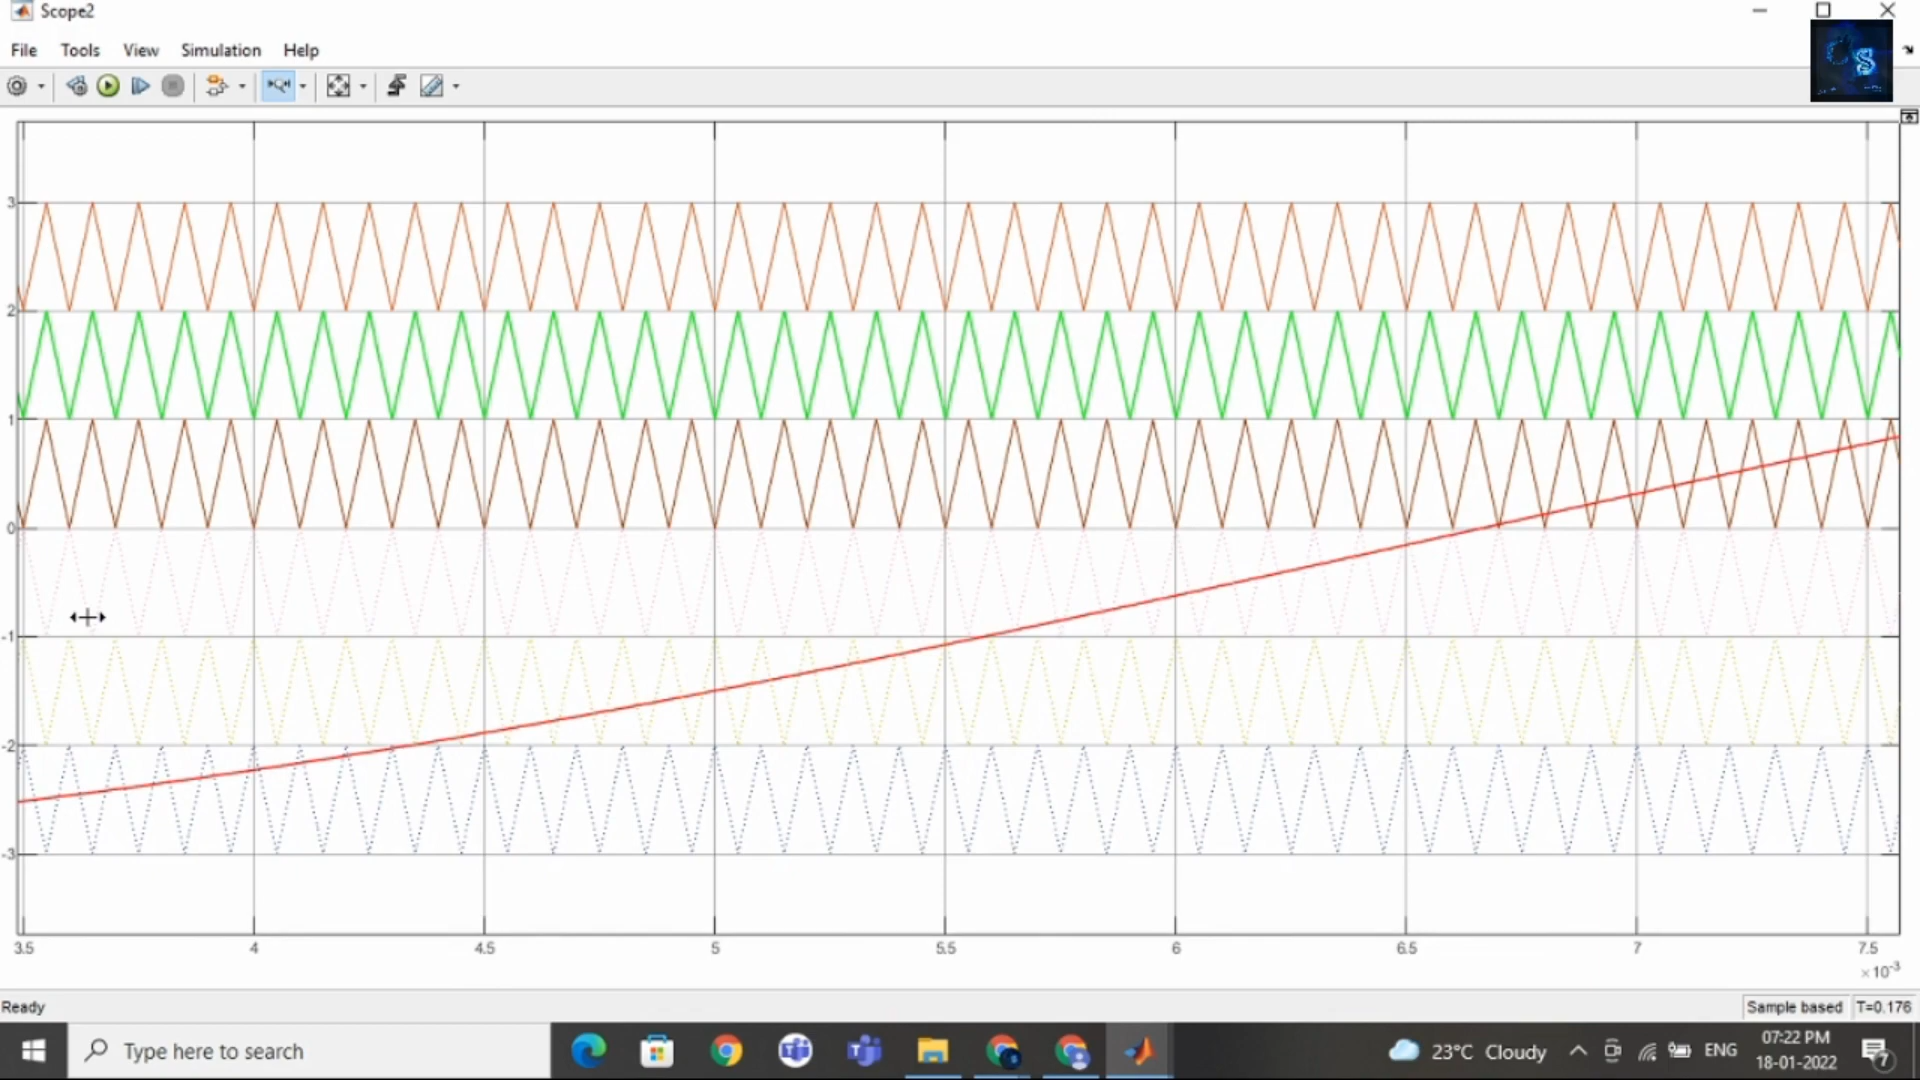 Scope2
File Tools View Simulation Help
S
3
2
1
0
-1
-2
-3
3.5 4 4.5 5 5.5 6 6.5 7 7.5
×10⁻³
Ready Sample based T=0.176
Type here to search
23°C Cloudy ENG 07:22 PM
18-01-2022
7